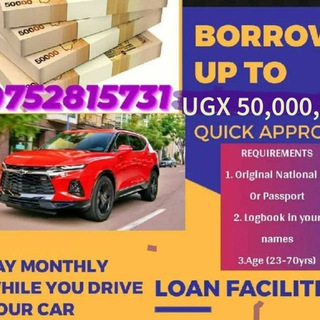 BORROW
UP TO
0752815731
UGX 50,000,
QUICK APPRO
REQUIREMENTS
1. Original National
Or Passport
2. Logbook in your
names
3.Age (23-70yrs)
AY MONTHLY
HILE YOU DRIVE
OUR CAR
LOAN FACILITI